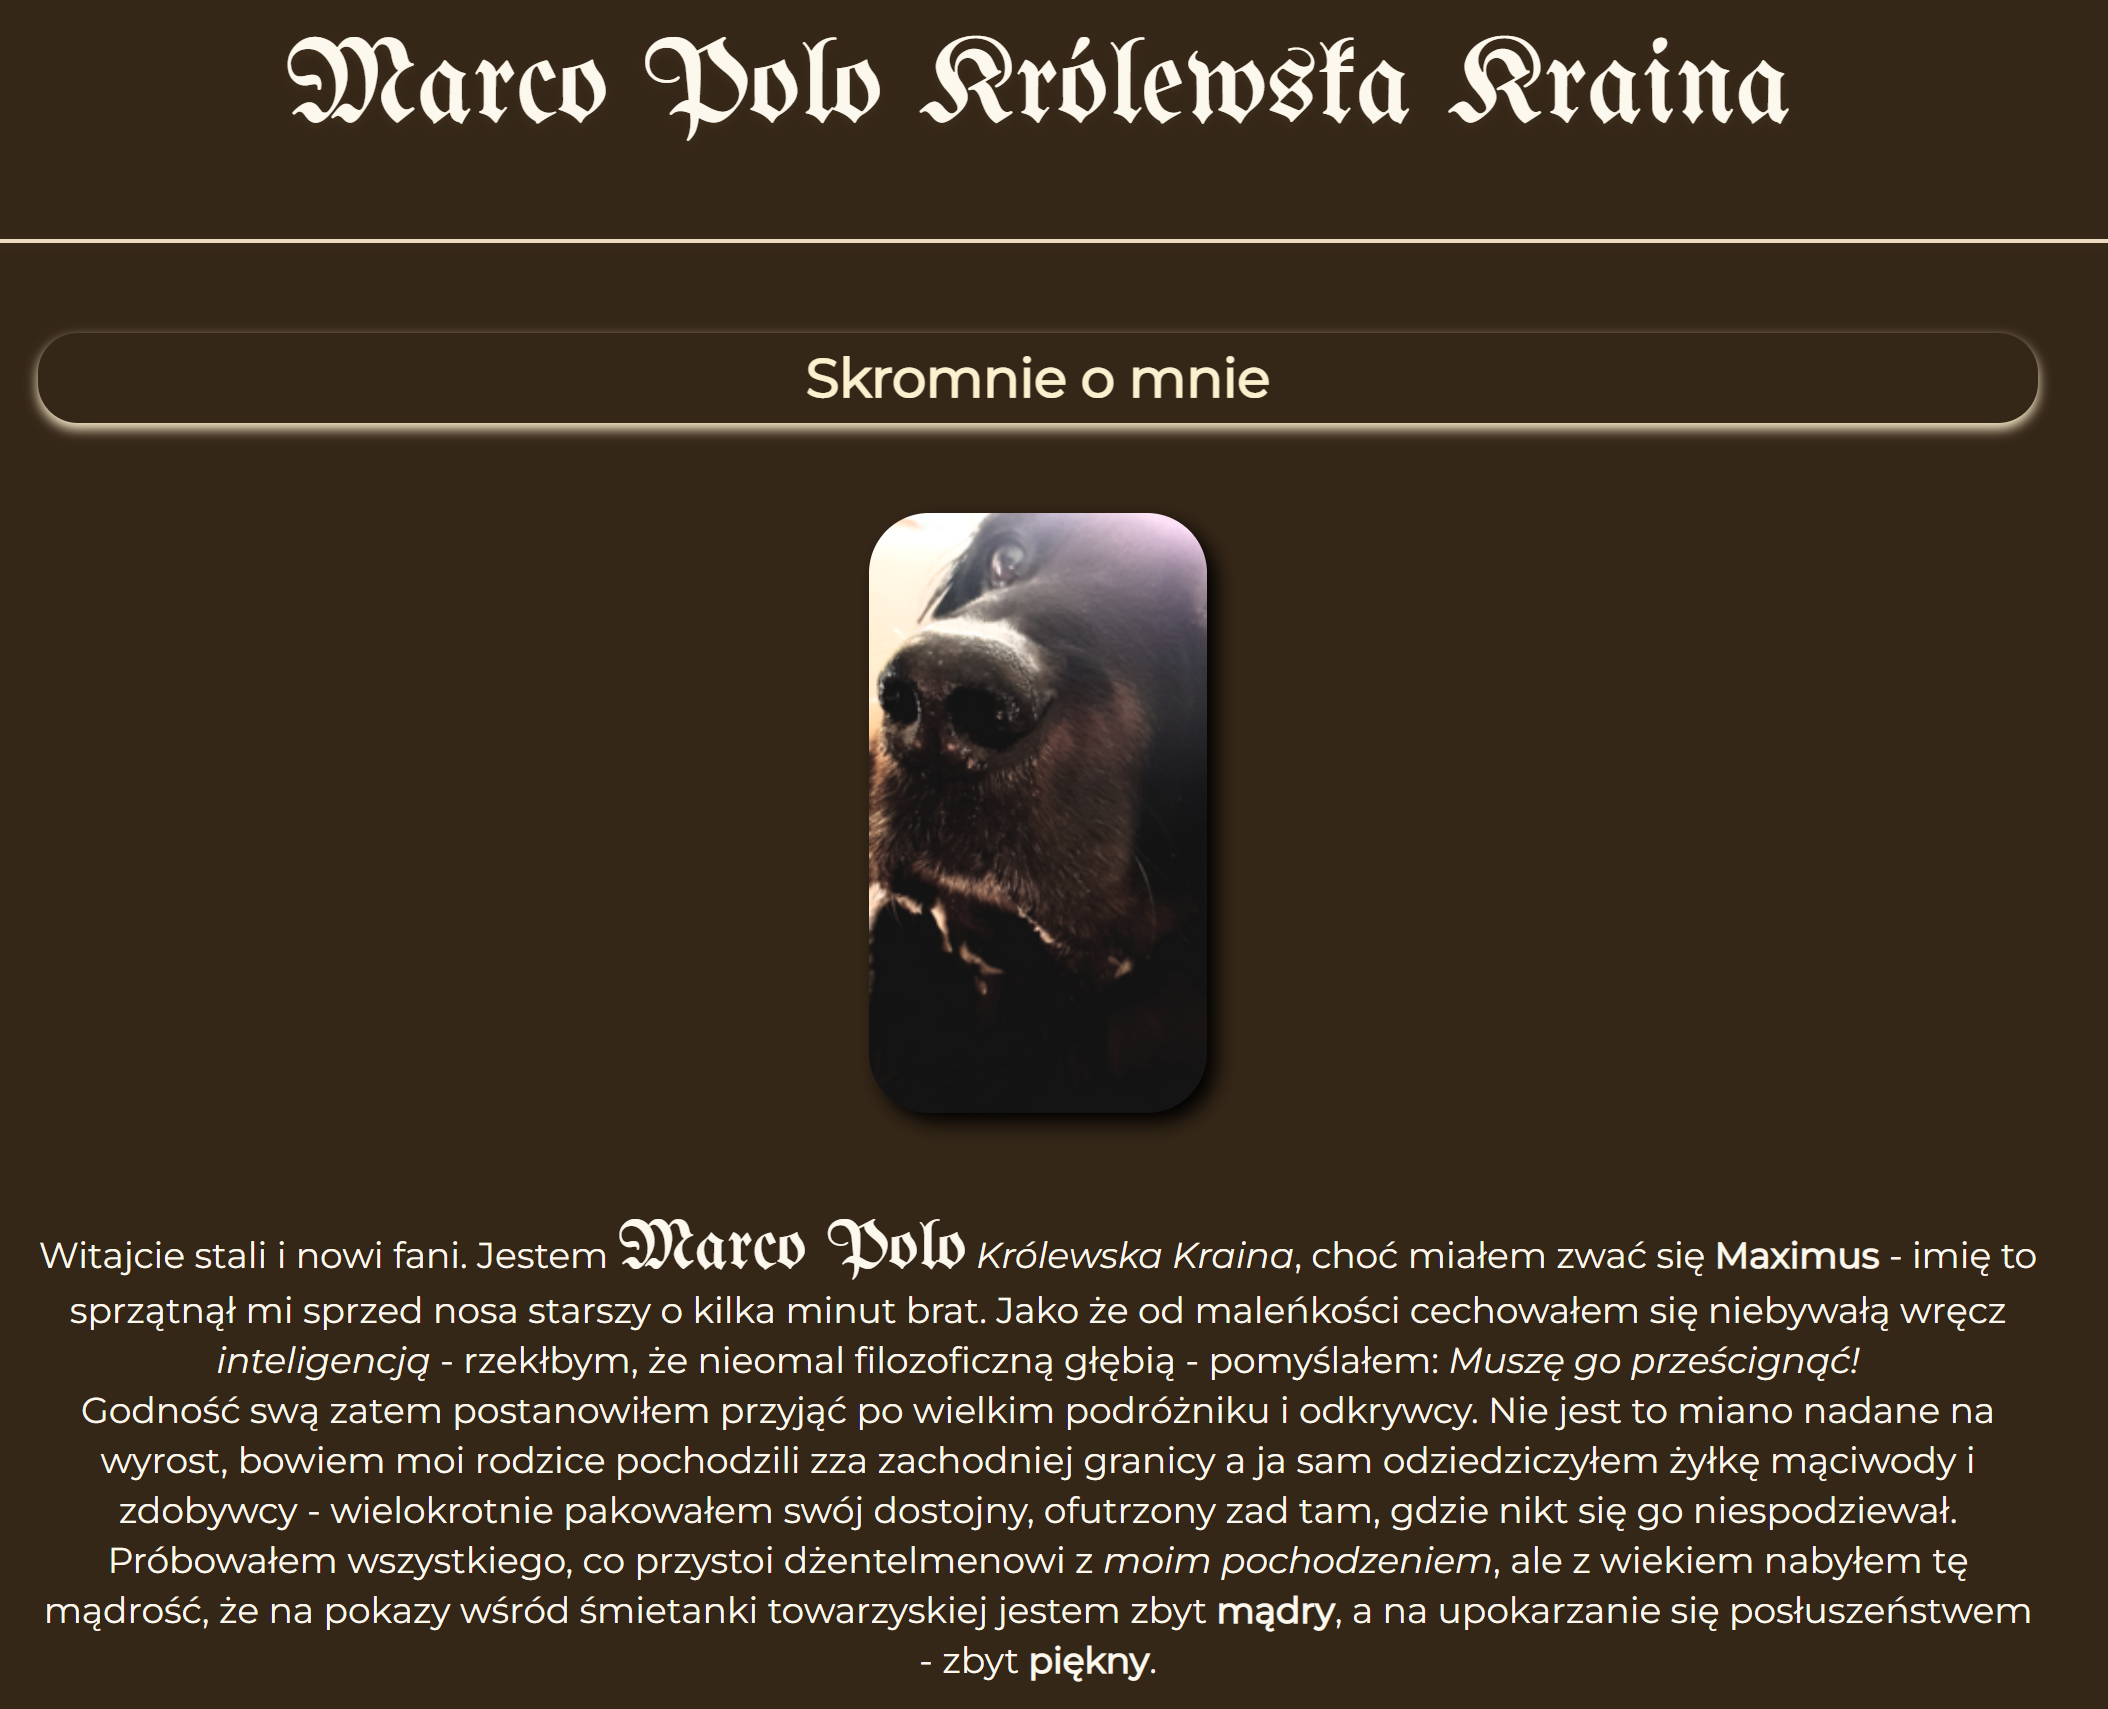 Marco Polo Królewska Kraina
Skromnie o mnie
Witajcie stali i nowi fani. Jestem Marco Polo Królewska Kraina, choć miałem zwać się Maximus - imię to
sprzątnął mi sprzed nosa starszy o kilka minut brat. Jako że od maleńkości cechowałem się niebywałą wręcz
inteligencją - rzekłbym, że nieomal filozoficzną głębią - pomyślałem: Muszę go prześcignąć!
Godność swą zatem postanowiłem przyjąć po wielkim podróżniku i odkrywcy. Nie jest to miano nadane na
wyrost, bowiem moi rodzice pochodzili zza zachodniej granicy a ja sam odziedziczyłem żyłkę mąciwody i
zdobywcy - wielokrotnie pakowałem swój dostojny, ofutrzony zad tam, gdzie nikt się go niespodziewał.
Próbowałem wszystkiego, co przystoi dżentelmenowi z moim pochodzeniem, ale z wiekiem nabyłem tę
mądrość, że na pokazy wśród śmietanki towarzyskiej jestem zbyt mądry, a na upokarzanie się posłuszeństwem
- zbyt piękny.